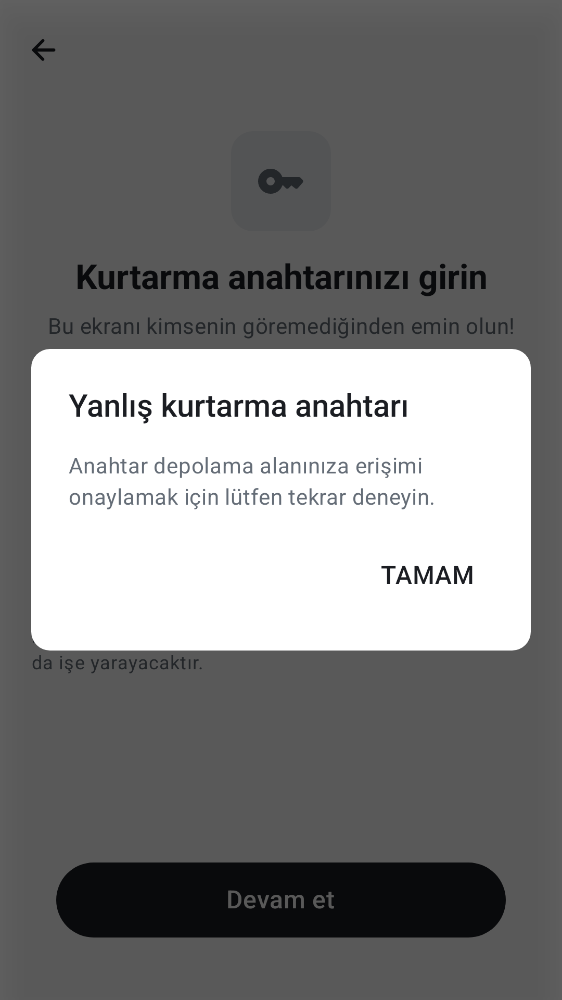 Kurtarma anahtarınızı girin
Bu ekranı kimsenin göremediğinden emin olun!
Yanlış kurtarma anahtarı
Anahtar depolama alanınıza erişimi
onaylamak için lütfen tekrar deneyin.
TAMAM
da işe yarayacaktır.
Devam et